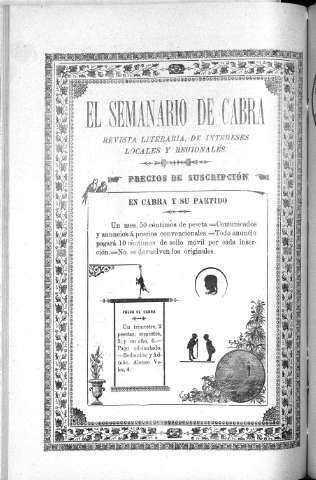 EL SEMANARIO DE CABRA
REVISTA LITERARIA, DE INTERESES
LOCALES Y REGIONALES.
PRECIOS DE SUSCRIPCIÓN
EN CABRA Y SU PARTIDO
Un mes, 50 céntimos de peseta.—Comunicados
y anuncios á precios convencionales.—Todo anuncio
pagará 10 céntimos de sello móvil por cada inser-
ción.—No se devuelven los originales.
FUERA DE CABRA
Un trimestre, 2
pesetas, semestre,
3, y un año, 6.—
Pago adelantado.
—Redacción y Ad-
món. Alonso
4.